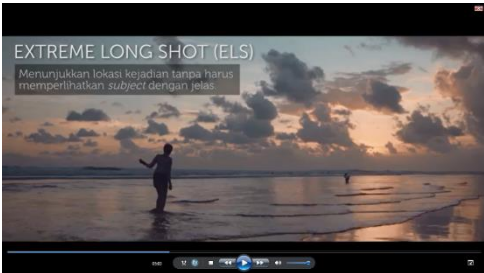 EXTREME LONG SHOT (ELS)
Menunjukkan lokasi kejadian tanpa harus
memperlihatkan subject dengan jelas.